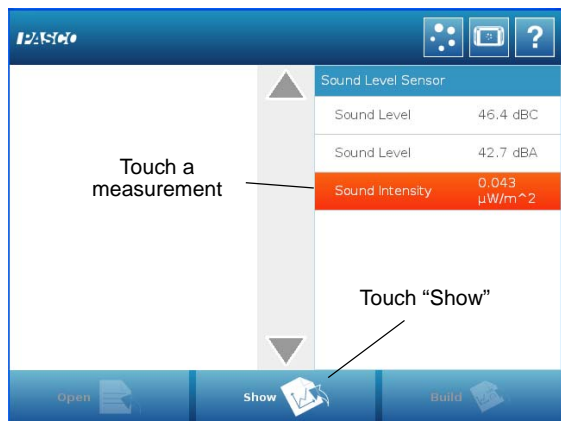 PASCO
?
Sound Level Sensor
Sound Level 46.4 dBC
Sound Level 42.7 dBA
Touch a
measurement
Sound Intensity 0.043
µW/m^2
Touch “Show”
Open Show Build